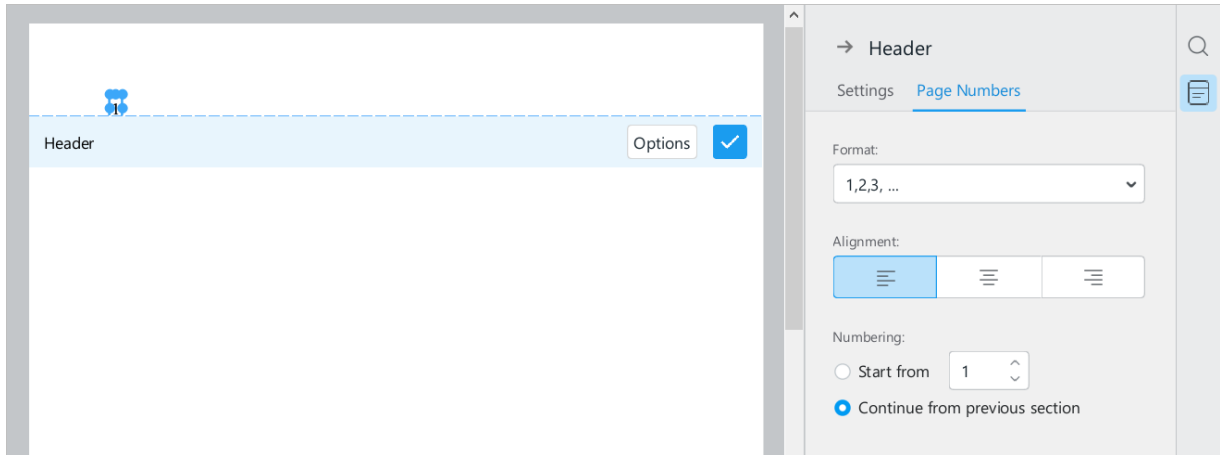 1
Header
Options
Header
Settings Page Numbers
Format:
1,2,3, ...
Alignment:
Numbering:
Start from 1
Continue from previous section